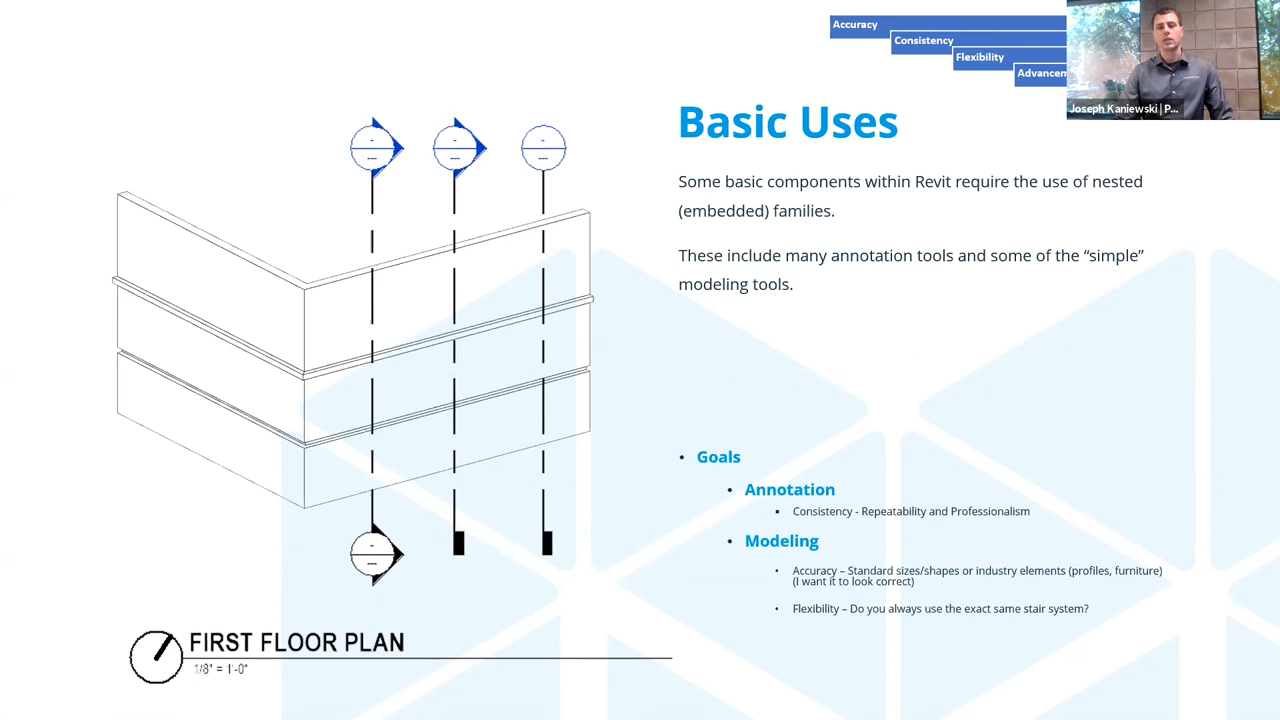 Accuracy
Consistency
Flexibility
Advancem
Joseph Kaniewski | P...
Basic Uses
Some basic components within Revit require the use of nested
(embedded) families.
These include many annotation tools and some of the “simple”
modeling tools.
• Goals
• Annotation
▪ Consistency - Repeatability and Professionalism
• Modeling
• Accuracy – Standard sizes/shapes or industry elements (profiles, furniture)
(I want it to look correct)
• Flexibility – Do you always use the exact same stair system?
FIRST FLOOR PLAN
1/8" = 1'-0"